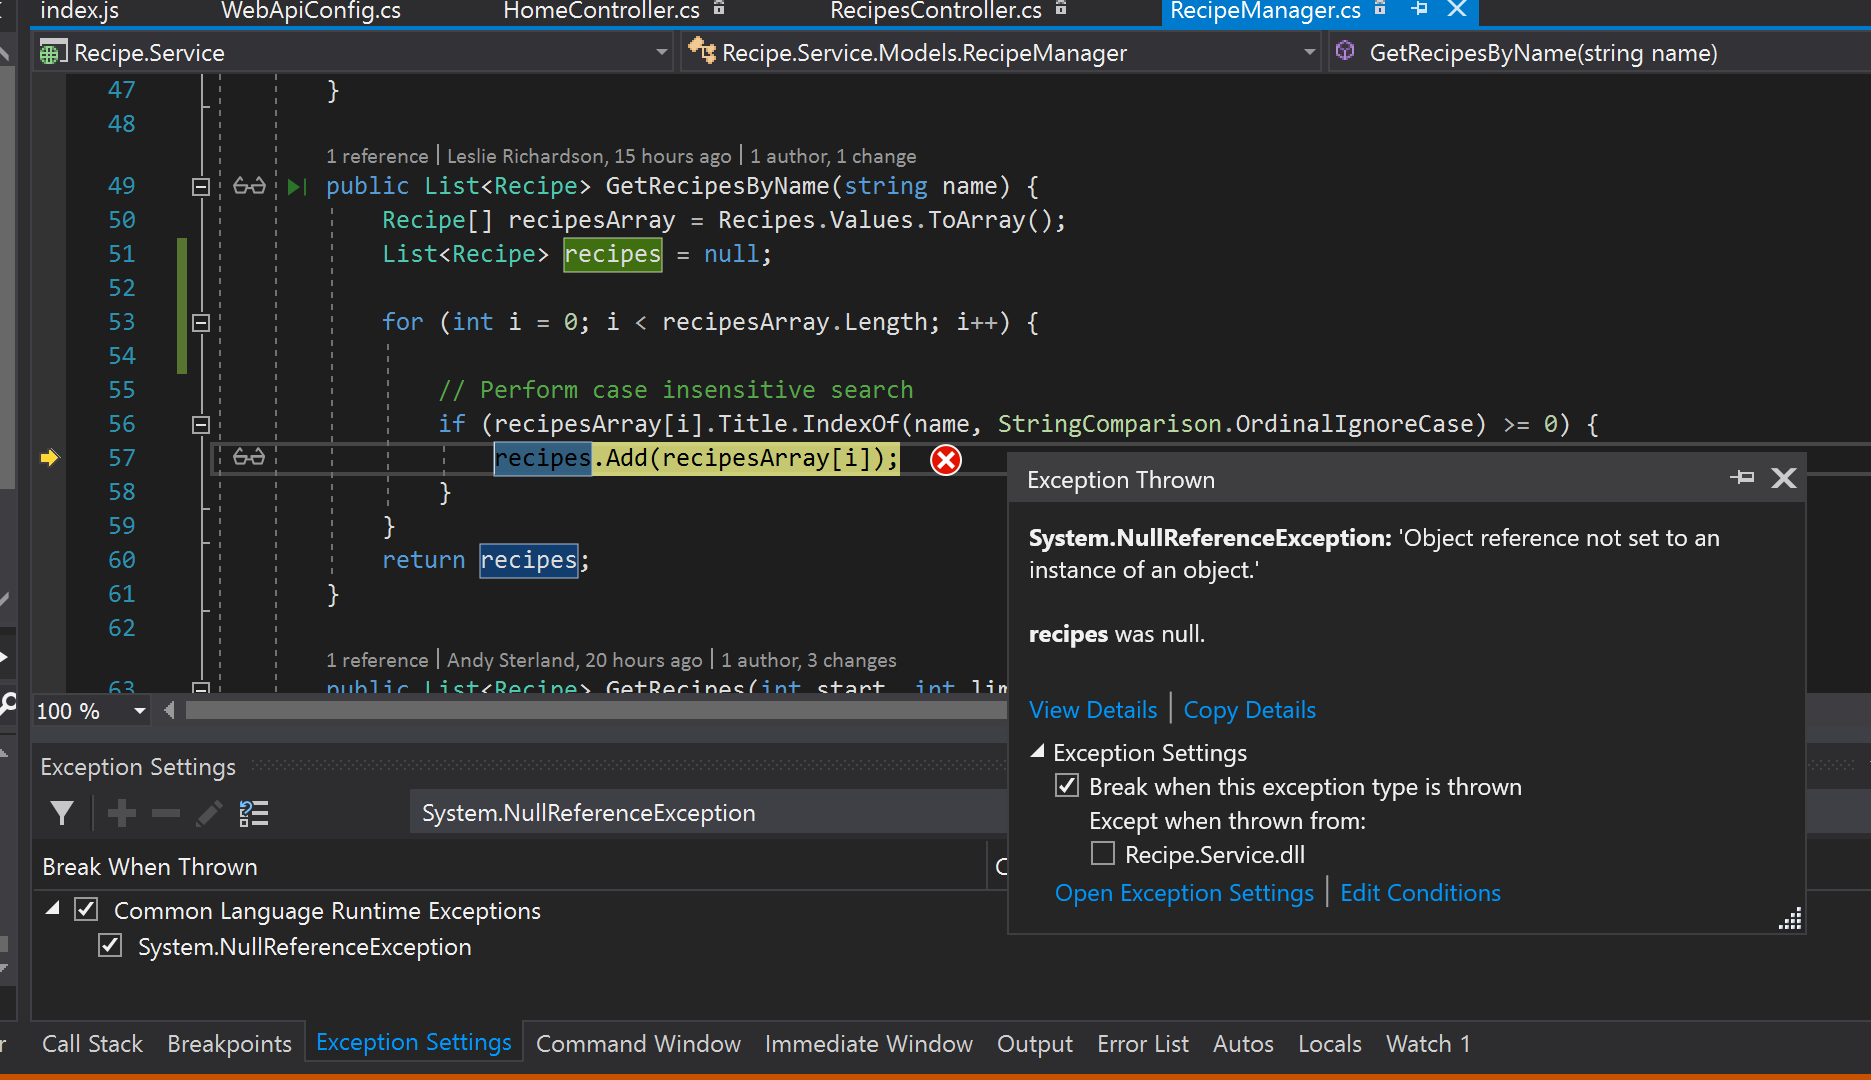 index.js WebApiConfig.cs HomeController.cs RecipesController.cs RecipeManager.cs
Recipe.Service Recipe.Service.Models.RecipeManager GetRecipesByName(string name)
47 }
48
1 reference | Leslie Richardson, 15 hours ago | 1 author, 1 change
49 public List<Recipe> GetRecipesByName(string name) {
50 Recipe[] recipesArray = Recipes.Values.ToArray();
51 List<Recipe> recipes = null;
52
53 for (int i = 0; i < recipesArray.Length; i++) {
54
55 // Perform case insensitive search
56 if (recipesArray[i].Title.IndexOf(name, StringComparison.OrdinalIgnoreCase) >= 0) {
57 recipes.Add(recipesArray[i]);
58 }
59 }
60 return recipes;
61 }
62
1 reference | Andy Sterland, 20 hours ago | 1 author, 3 changes
63 public List<Recipe> GetRecipes(int start, int lim
100 %
Exception Thrown
System.NullReferenceException: 'Object reference not set to an
instance of an object.'
recipes was null.
View Details | Copy Details
Exception Settings
Break when this exception type is thrown
Except when thrown from:
Recipe.Service.dll
Open Exception Settings | Edit Conditions
Exception Settings
System.NullReferenceException
Break When Thrown C
Common Language Runtime Exceptions
System.NullReferenceException
r Call Stack Breakpoints Exception Settings Command Window Immediate Window Output Error List Autos Locals Watch 1